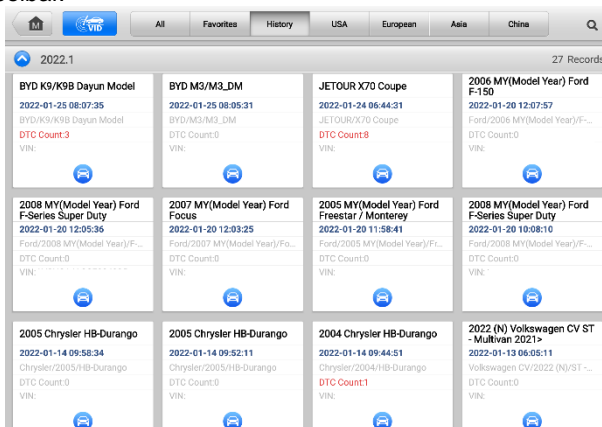 VID
All
Favorites
History
USA
European
Asia
China
2022.1
27 Records
BYD K9/K9B Dayun Model
2022-01-25 08:07:35
BYD/K9/K9B Dayun Model
DTC Count:3
VIN:
BYD M3/M3_DM
2022-01-25 08:05:31
BYD/M3/M3_DM
DTC Count:0
VIN:
JETOUR X70 Coupe
2022-01-24 06:44:31
JETOUR/X70 Coupe
DTC Count:8
VIN:
2006 MY(Model Year) Ford
F-150
2022-01-20 12:07:57
Ford/2006 MY(Model Year)/F-...
DTC Count:0
VIN:
2008 MY(Model Year) Ford
F-Series Super Duty
2022-01-20 12:05:36
Ford/2008 MY(Model Year)/F-...
DTC Count:0
VIN:
2007 MY(Model Year) Ford
Focus
2022-01-20 12:03:25
Ford/2007 MY(Model Year)/Fo...
DTC Count:0
VIN:
2005 MY(Model Year) Ford
Freestar / Monterey
2022-01-20 11:58:41
Ford/2005 MY(Model Year)/Fr...
DTC Count:0
VIN:
2008 MY(Model Year) Ford
F-Series Super Duty
2022-01-20 10:08:10
Ford/2008 MY(Model Year)/F-...
DTC Count:0
VIN:
2005 Chrysler HB-Durango
2022-01-14 09:58:34
Chrysler/2005/HB-Durango
DTC Count:0
VIN:
2005 Chrysler HB-Durango
2022-01-14 09:52:11
Chrysler/2005/HB-Durango
DTC Count:0
VIN:
2004 Chrysler HB-Durango
2022-01-14 09:44:51
Chrysler/2004/HB-Durango
DTC Count:1
VIN:
2022 (N) Volkswagen CV ST
- Multivan 2021>
2022-01-13 06:05:11
Volkswagen CV/2022 (N)/ST -...
DTC Count:0
VIN: